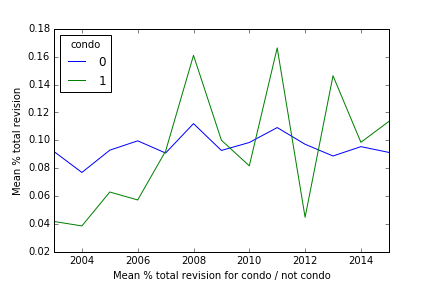 0.18
0.16
0.14
0.12
0.10
0.08
0.06
0.04
0.02
Mean % total revision
condo
0
1
2004 2006 2008 2010 2012 2014
Mean % total revision for condo / not condo